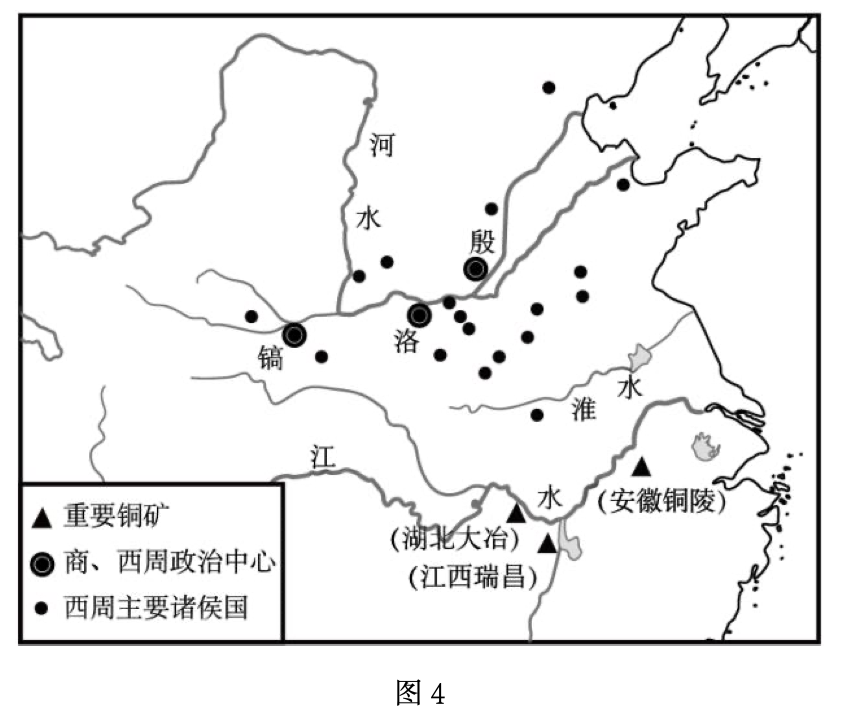 河
水
殷
洛
镐
淮
水
江
水
(安徽铜陵)
(湖北大冶)
(江西瑞昌)
重要铜矿
商、西周政治中心
西周主要诸侯国
图4